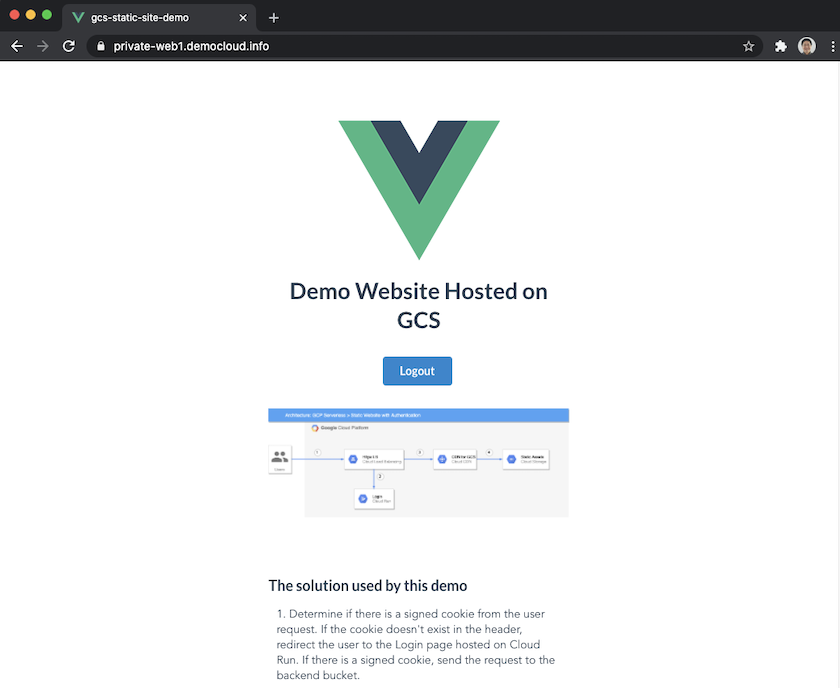 gcs-static-site-demo
private-web1.democloud.info
Demo Website Hosted on
GCS
Logout
Architecture: GCP Serverless > Static Website with Authentication
Google Cloud Platform
1
3
4
Https LB
Cloud Load Balancing
CDN for GCS
Cloud CDN
Static Assets
Cloud Storage
Users
2
Login
Cloud Run
The solution used by this demo
1. Determine if there is a signed cookie from the user
request. If the cookie doesn't exist in the header,
redirect the user to the Login page hosted on Cloud
Run. If there is a signed cookie, send the request to the
backend bucket.